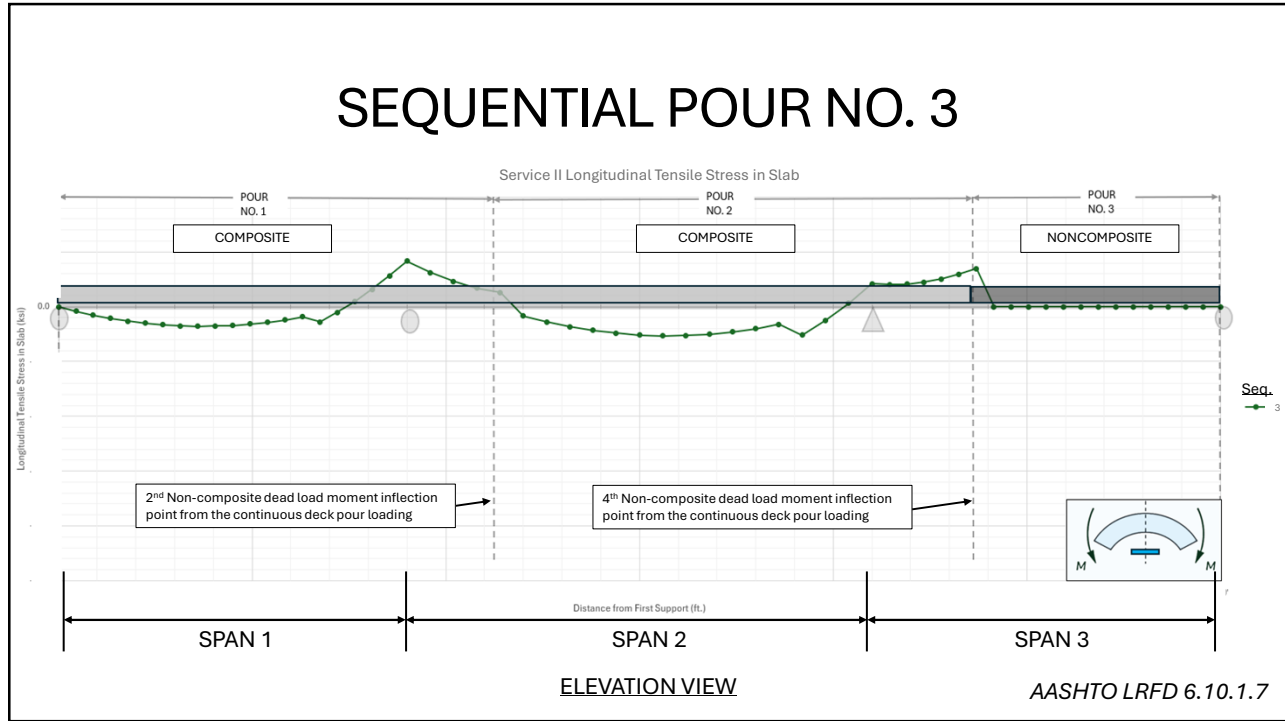 SEQUENTIAL POUR NO. 3
Service II Longitudinal Tensile Stress in Slab
POUR
NO. 1
POUR
NO. 2
POUR
NO. 3
COMPOSITE
COMPOSITE
NONCOMPOSITE
0.0
Longitudinal Tensile Stress in Slab (ksi)
Seq.
3
2nd Non-composite dead load moment inflection
point from the continuous deck pour loading
4th Non-composite dead load moment inflection
point from the continuous deck pour loading
M
M
Distance from First Support (ft.)
SPAN 1
SPAN 2
SPAN 3
ELEVATION VIEW
AASHTO LRFD 6.10.1.7